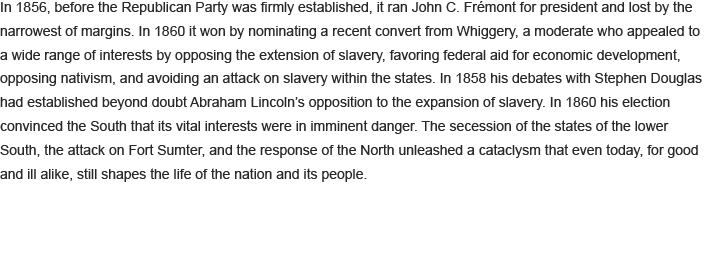 In 1856, before the Republican Party was firmly established, it ran John C. Frémont for president and lost by the
narrowest of margins. In 1860 it won by nominating a recent convert from Whiggery, a moderate who appealed to
a wide range of interests by opposing the extension of slavery, favoring federal aid for economic development,
opposing nativism, and avoiding an attack on slavery within the states. In 1858 his debates with Stephen Douglas
had established beyond doubt Abraham Lincoln’s opposition to the expansion of slavery. In 1860 his election
convinced the South that its vital interests were in imminent danger. The secession of the states of the lower
South, the attack on Fort Sumter, and the response of the North unleashed a cataclysm that even today, for good
and ill alike, still shapes the life of the nation and its people.